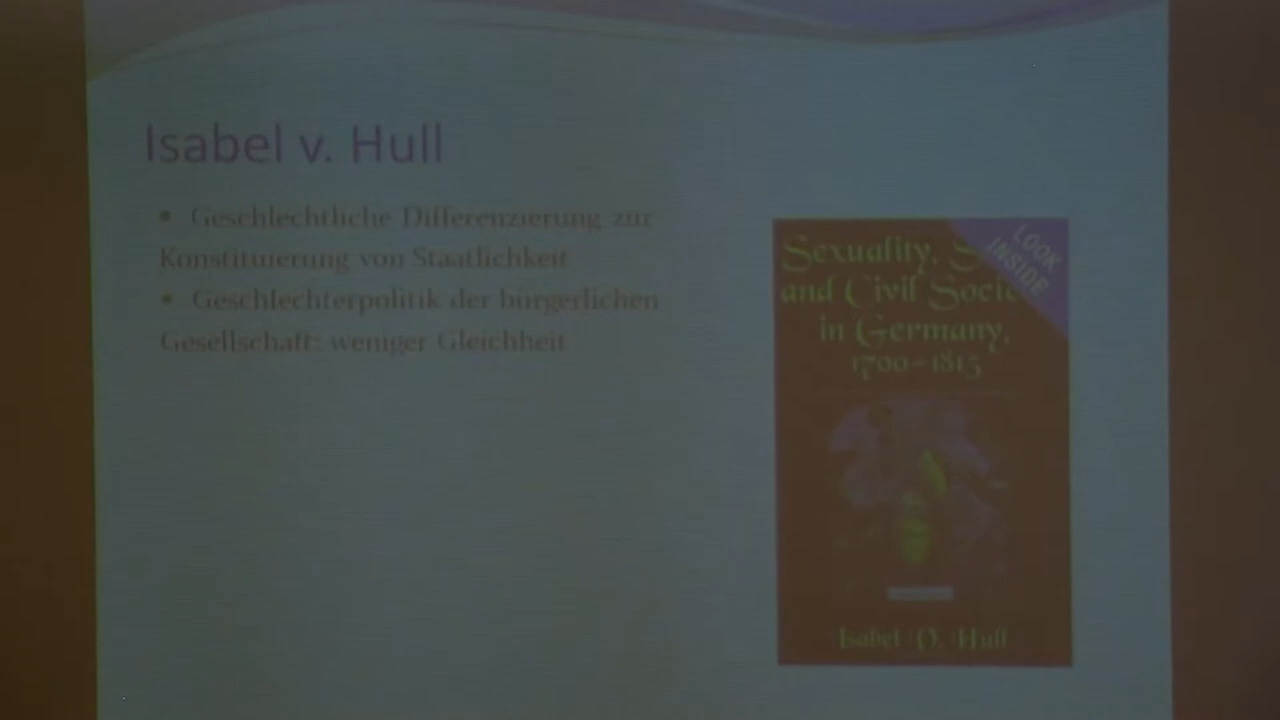 Isabel v. Hull
• Geschlechtliche Differenzierung zur
Konstituierung von Staatlichkeit
• Geschlechterpolitik der bürgerlichen
Gesellschaft: weniger Gleichheit
LOOK
INSIDE
Sexuality, S
and Civil Socie
in Germany,
1700-1815
Isabel V. Hull